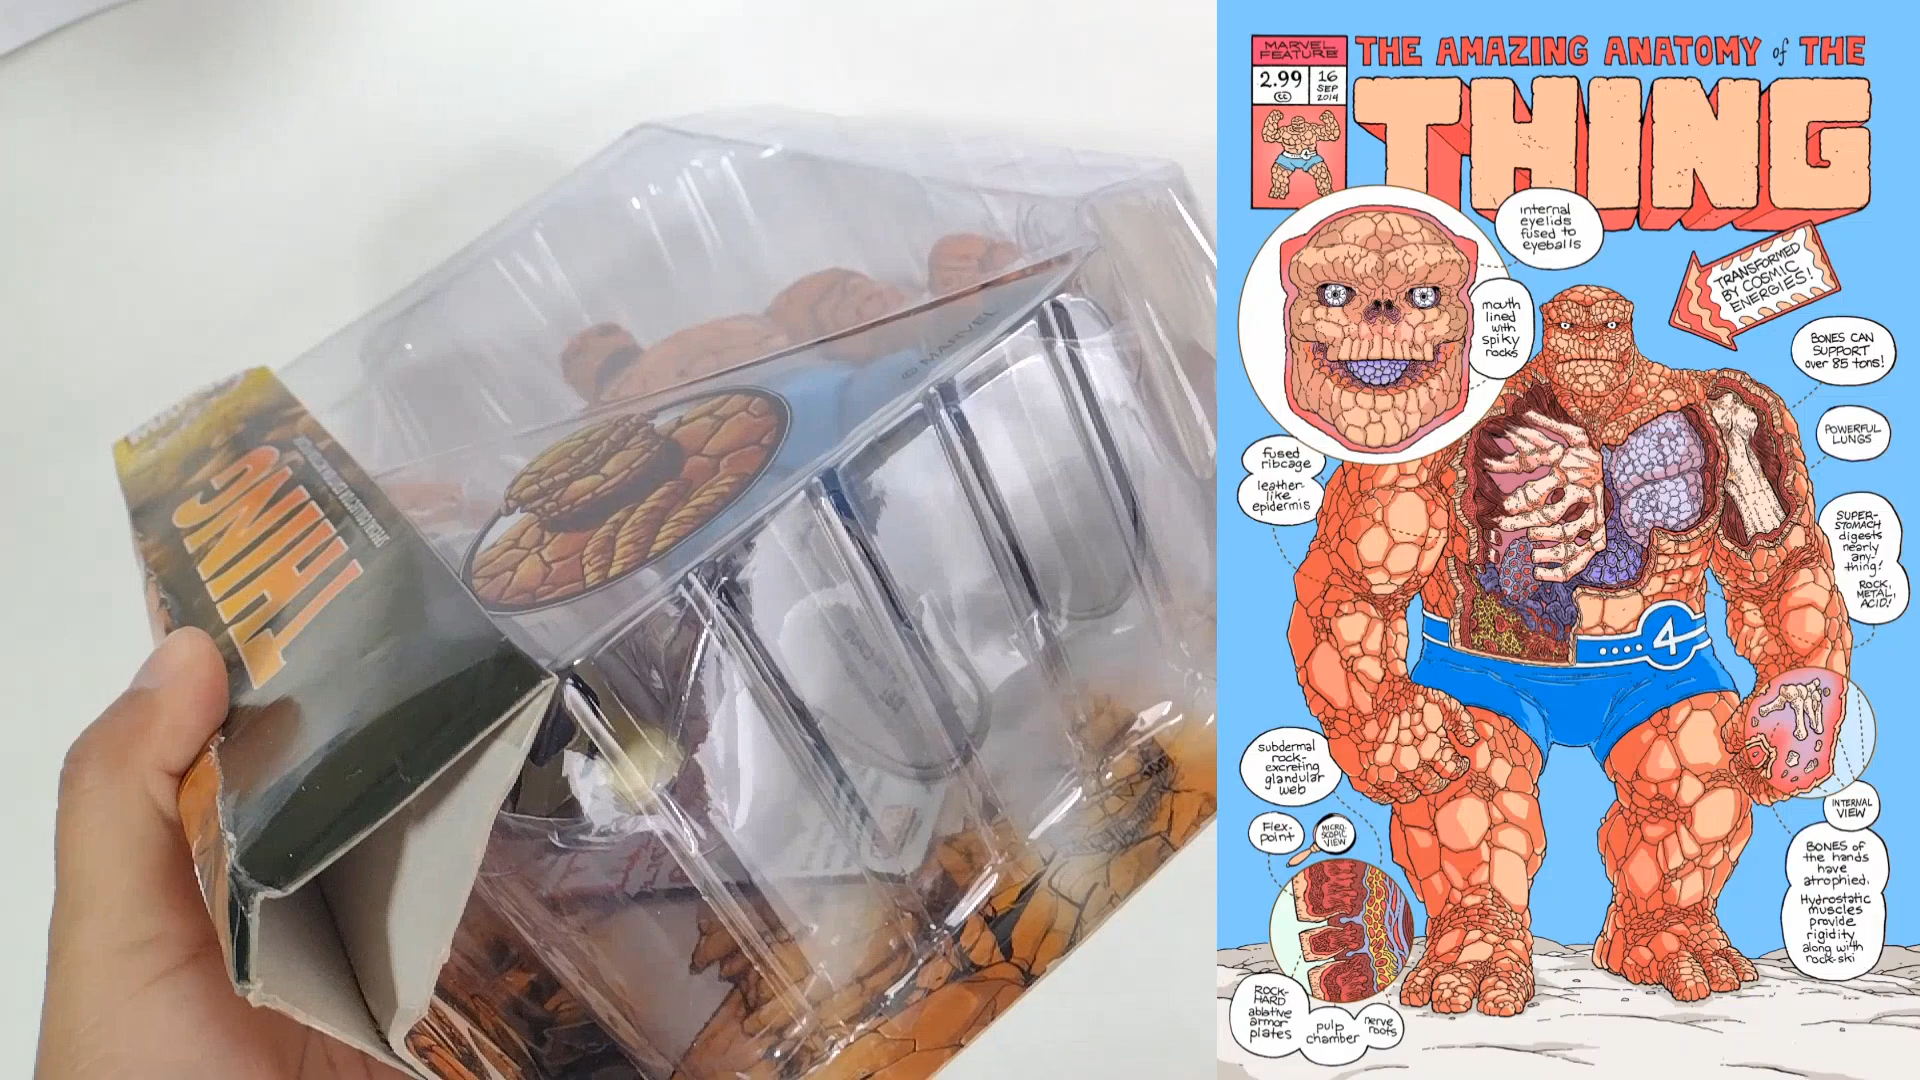 THING
© MARVEL
MARVEL
FEATURE
2.99
CC
16
SEP
2014
THE AMAZING ANATOMY of THE
THING
internal
eyelids
fused to
eyeballs
TRANSFORMED
BY COSMIC
ENERGIES!
mouth
lined
with
spiky
rocks
BONES CAN
SUPPORT
over 85 tons!
POWERFUL
LUNGS
fused
ribcage
leather-
like
epidermis
SUPER-
STOMACH
digests
nearly
any-
thing!
ROCK,
METAL,
ACID!
4
subdermal
rock-
excreting
glandular
web
Flex-
point
MICRO-
SCOPIC
VIEW
INTERNAL
VIEW
BONES of
the hands
have
atrophied.
Hydrostatic
muscles
provide
rigidity
along with
rock-ski
ROCK-
HARD
ablative
armor
plates
pulp
chamber
nerve
roots